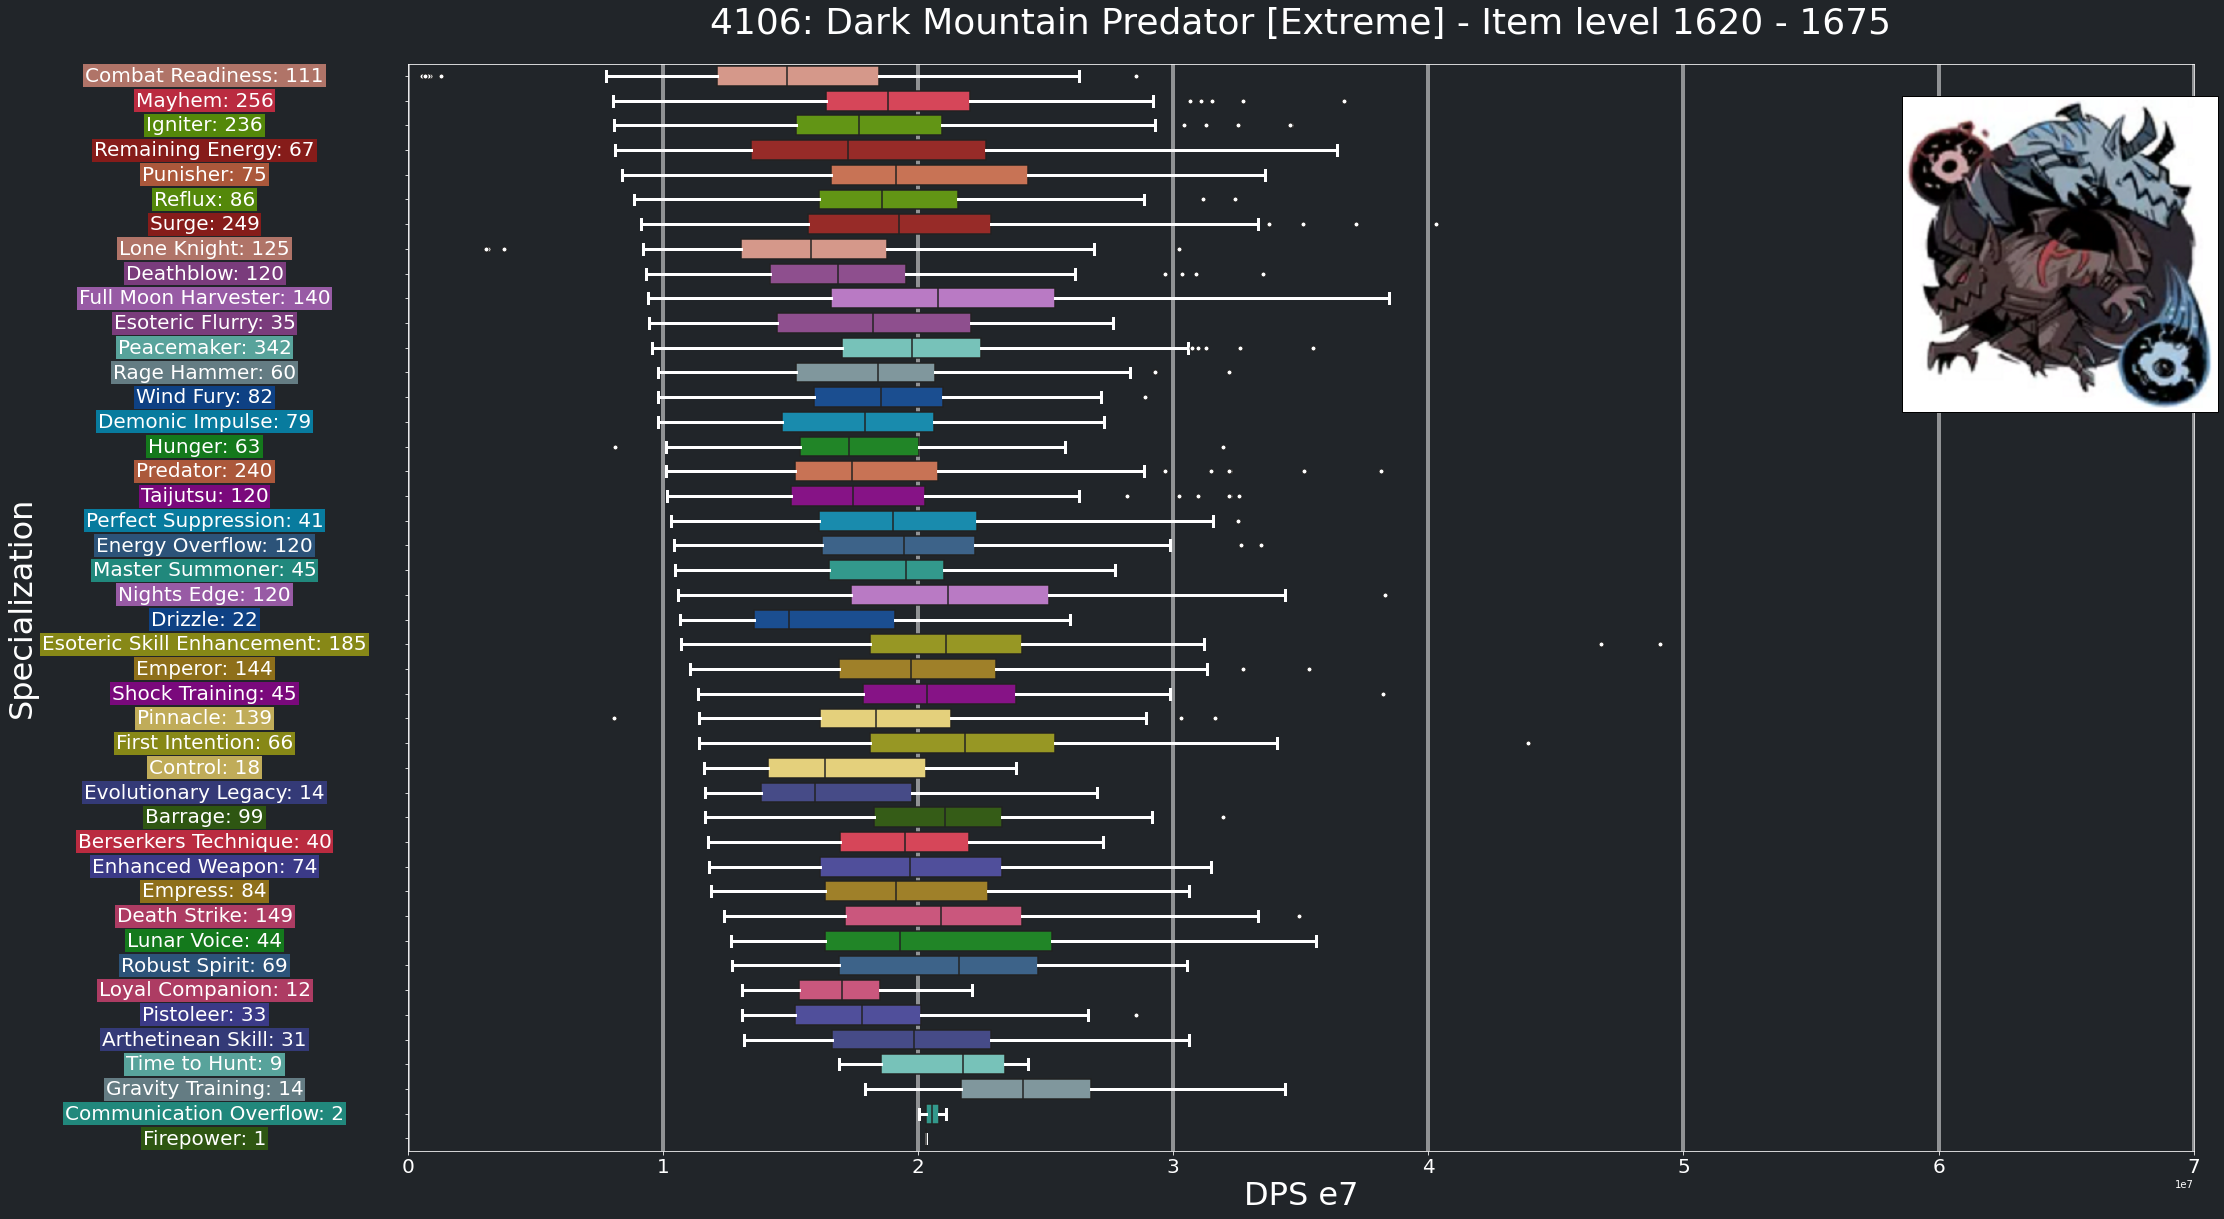 4106: Dark Mountain Predator [Extreme] - Item level 1620 - 1675
Specialization
Combat Readiness: 111
Mayhem: 256
Igniter: 236
Remaining Energy: 67
Punisher: 75
Reflux: 86
Surge: 249
Lone Knight: 125
Deathblow: 120
Full Moon Harvester: 140
Esoteric Flurry: 35
Peacemaker: 342
Rage Hammer: 60
Wind Fury: 82
Demonic Impulse: 79
Hunger: 63
Predator: 240
Taijutsu: 120
Perfect Suppression: 41
Energy Overflow: 120
Master Summoner: 45
Nights Edge: 120
Drizzle: 22
Esoteric Skill Enhancement: 185
Emperor: 144
Shock Training: 45
Pinnacle: 139
First Intention: 66
Control: 18
Evolutionary Legacy: 14
Barrage: 99
Berserkers Technique: 40
Enhanced Weapon: 74
Empress: 84
Death Strike: 149
Lunar Voice: 44
Robust Spirit: 69
Loyal Companion: 12
Pistoleer: 33
Arthetinean Skill: 31
Time to Hunt: 9
Gravity Training: 14
Communication Overflow: 2
Firepower: 1
0 1 2 3 4 5 6 7
1e7
DPS e7